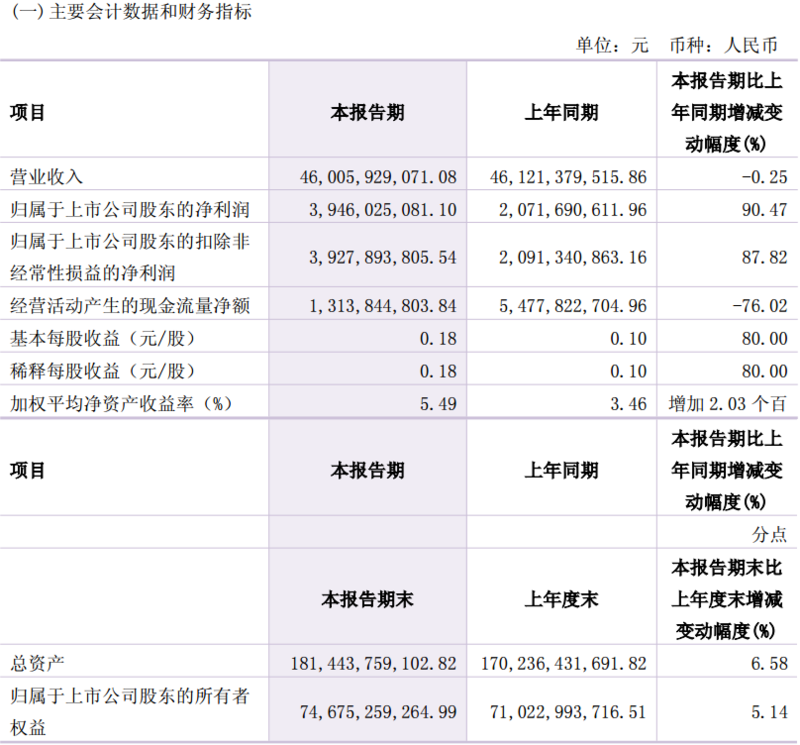 (一)主要会计数据和财务指标
单位：元 币种：人民币
项目 本报告期 上年同期 本报告期比上年同期增减变动幅度(%)
营业收入 46,005,929,071.08 46,121,379,515.86 -0.25
归属于上市公司股东的净利润 3,946,025,081.10 2,071,690,611.96 90.47
归属于上市公司股东的扣除非经常性损益的净利润 3,927,893,805.54 2,091,340,863.16 87.82
经营活动产生的现金流量净额 1,313,844,803.84 5,477,822,704.96 -76.02
基本每股收益（元/股） 0.18 0.10 80.00
稀释每股收益（元/股） 0.18 0.10 80.00
加权平均净资产收益率（%） 5.49 3.46 增加2.03个百
项目 本报告期 上年同期 本报告期比上年同期增减变动幅度(%)
分点
本报告期末 上年度末 本报告期末比上年度末增减变动幅度(%)
总资产 181,443,759,102.82 170,236,431,691.82 6.58
归属于上市公司股东的所有者权益 74,675,259,264.99 71,022,993,716.51 5.14